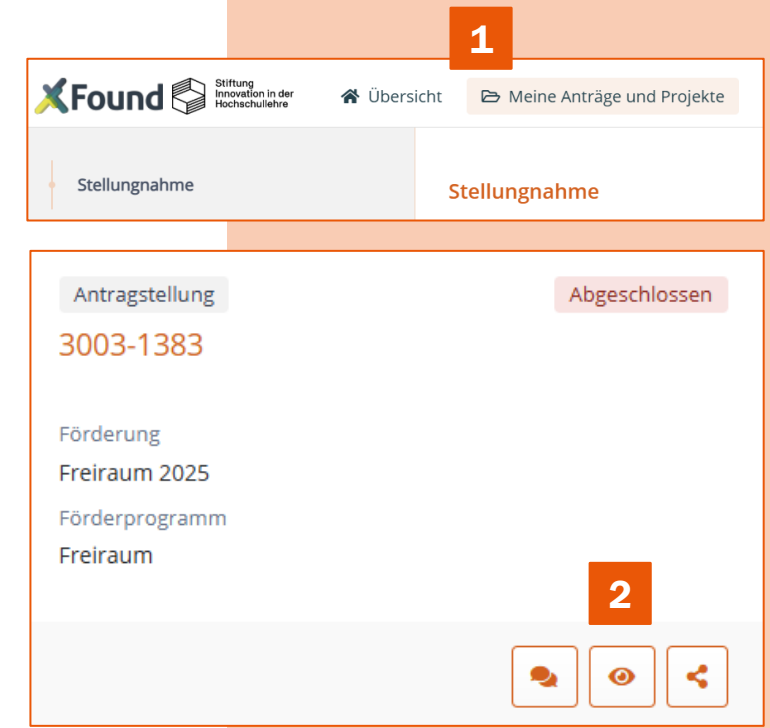 1
XFound
Stiftung
Innovation in der
Hochschullehre
Übersicht
Meine Anträge und Projekte
Stellungnahme
Stellungnahme
Antragstellung
Abgeschlossen
3003-1383
Förderung
Freiraum 2025
Förderprogramm
Freiraum
2